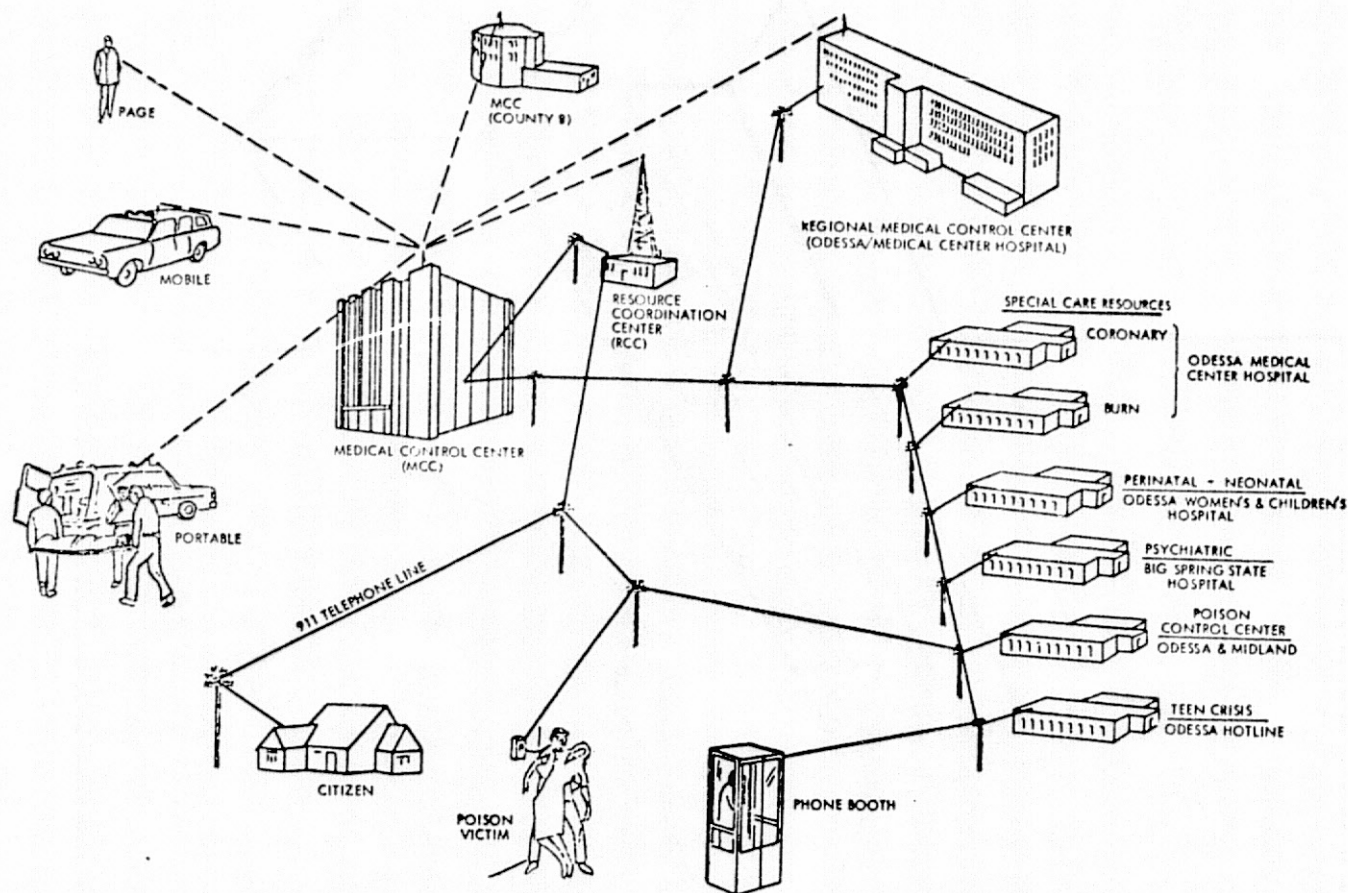 PAGE
MCC
(COUNTY B)
MOBILE
REGIONAL MEDICAL CONTROL CENTER
(ODESSA/MEDICAL CENTER HOSPITAL)
RESOURCE
COORDINATION
CENTER
(RCC)
MEDICAL CONTROL CENTER
(MCC)
PORTABLE
SPECIAL CARE RESOURCES
CORONARY
ODESSA MEDICAL
CENTER HOSPITAL
BURN
PERINATAL - NEONATAL
ODESSA WOMEN'S & CHILDREN'S
HOSPITAL
PSYCHIATRIC
BIG SPRING STATE
HOSPITAL
POISON
CONTROL CENTER
ODESSA & MIDLAND
TEEN CRISIS
ODESSA HOTLINE
911 TELEPHONE LINE
CITIZEN
POISON
VICTIM
PHONE BOOTH